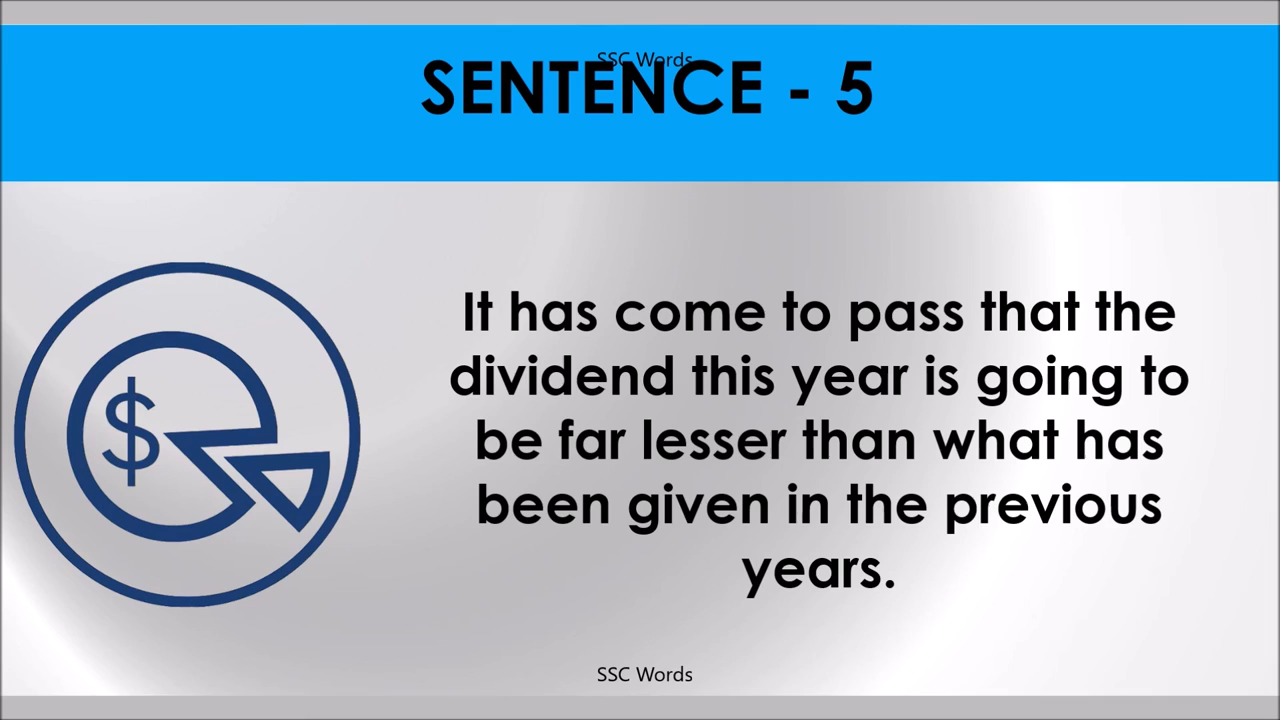 SSC Words
SENTENCE - 5
$
It has come to pass that the
dividend this year is going to
be far lesser than what has
been given in the previous
years.
SSC Words